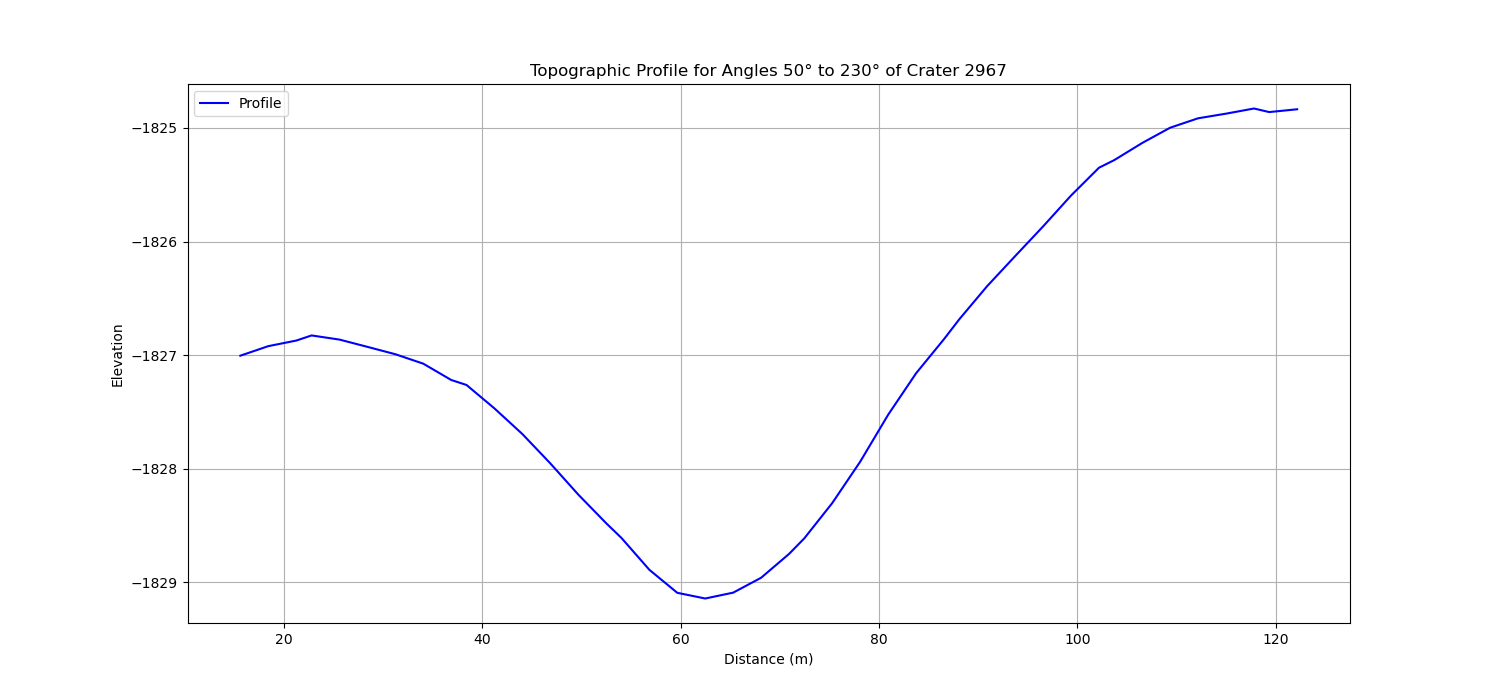 Topographic Profile for Angles 50° to 230° of Crater 2967
Profile
−1825
−1826
−1827
−1828
−1829
Elevation
20 40 60 80 100 120
Distance (m)